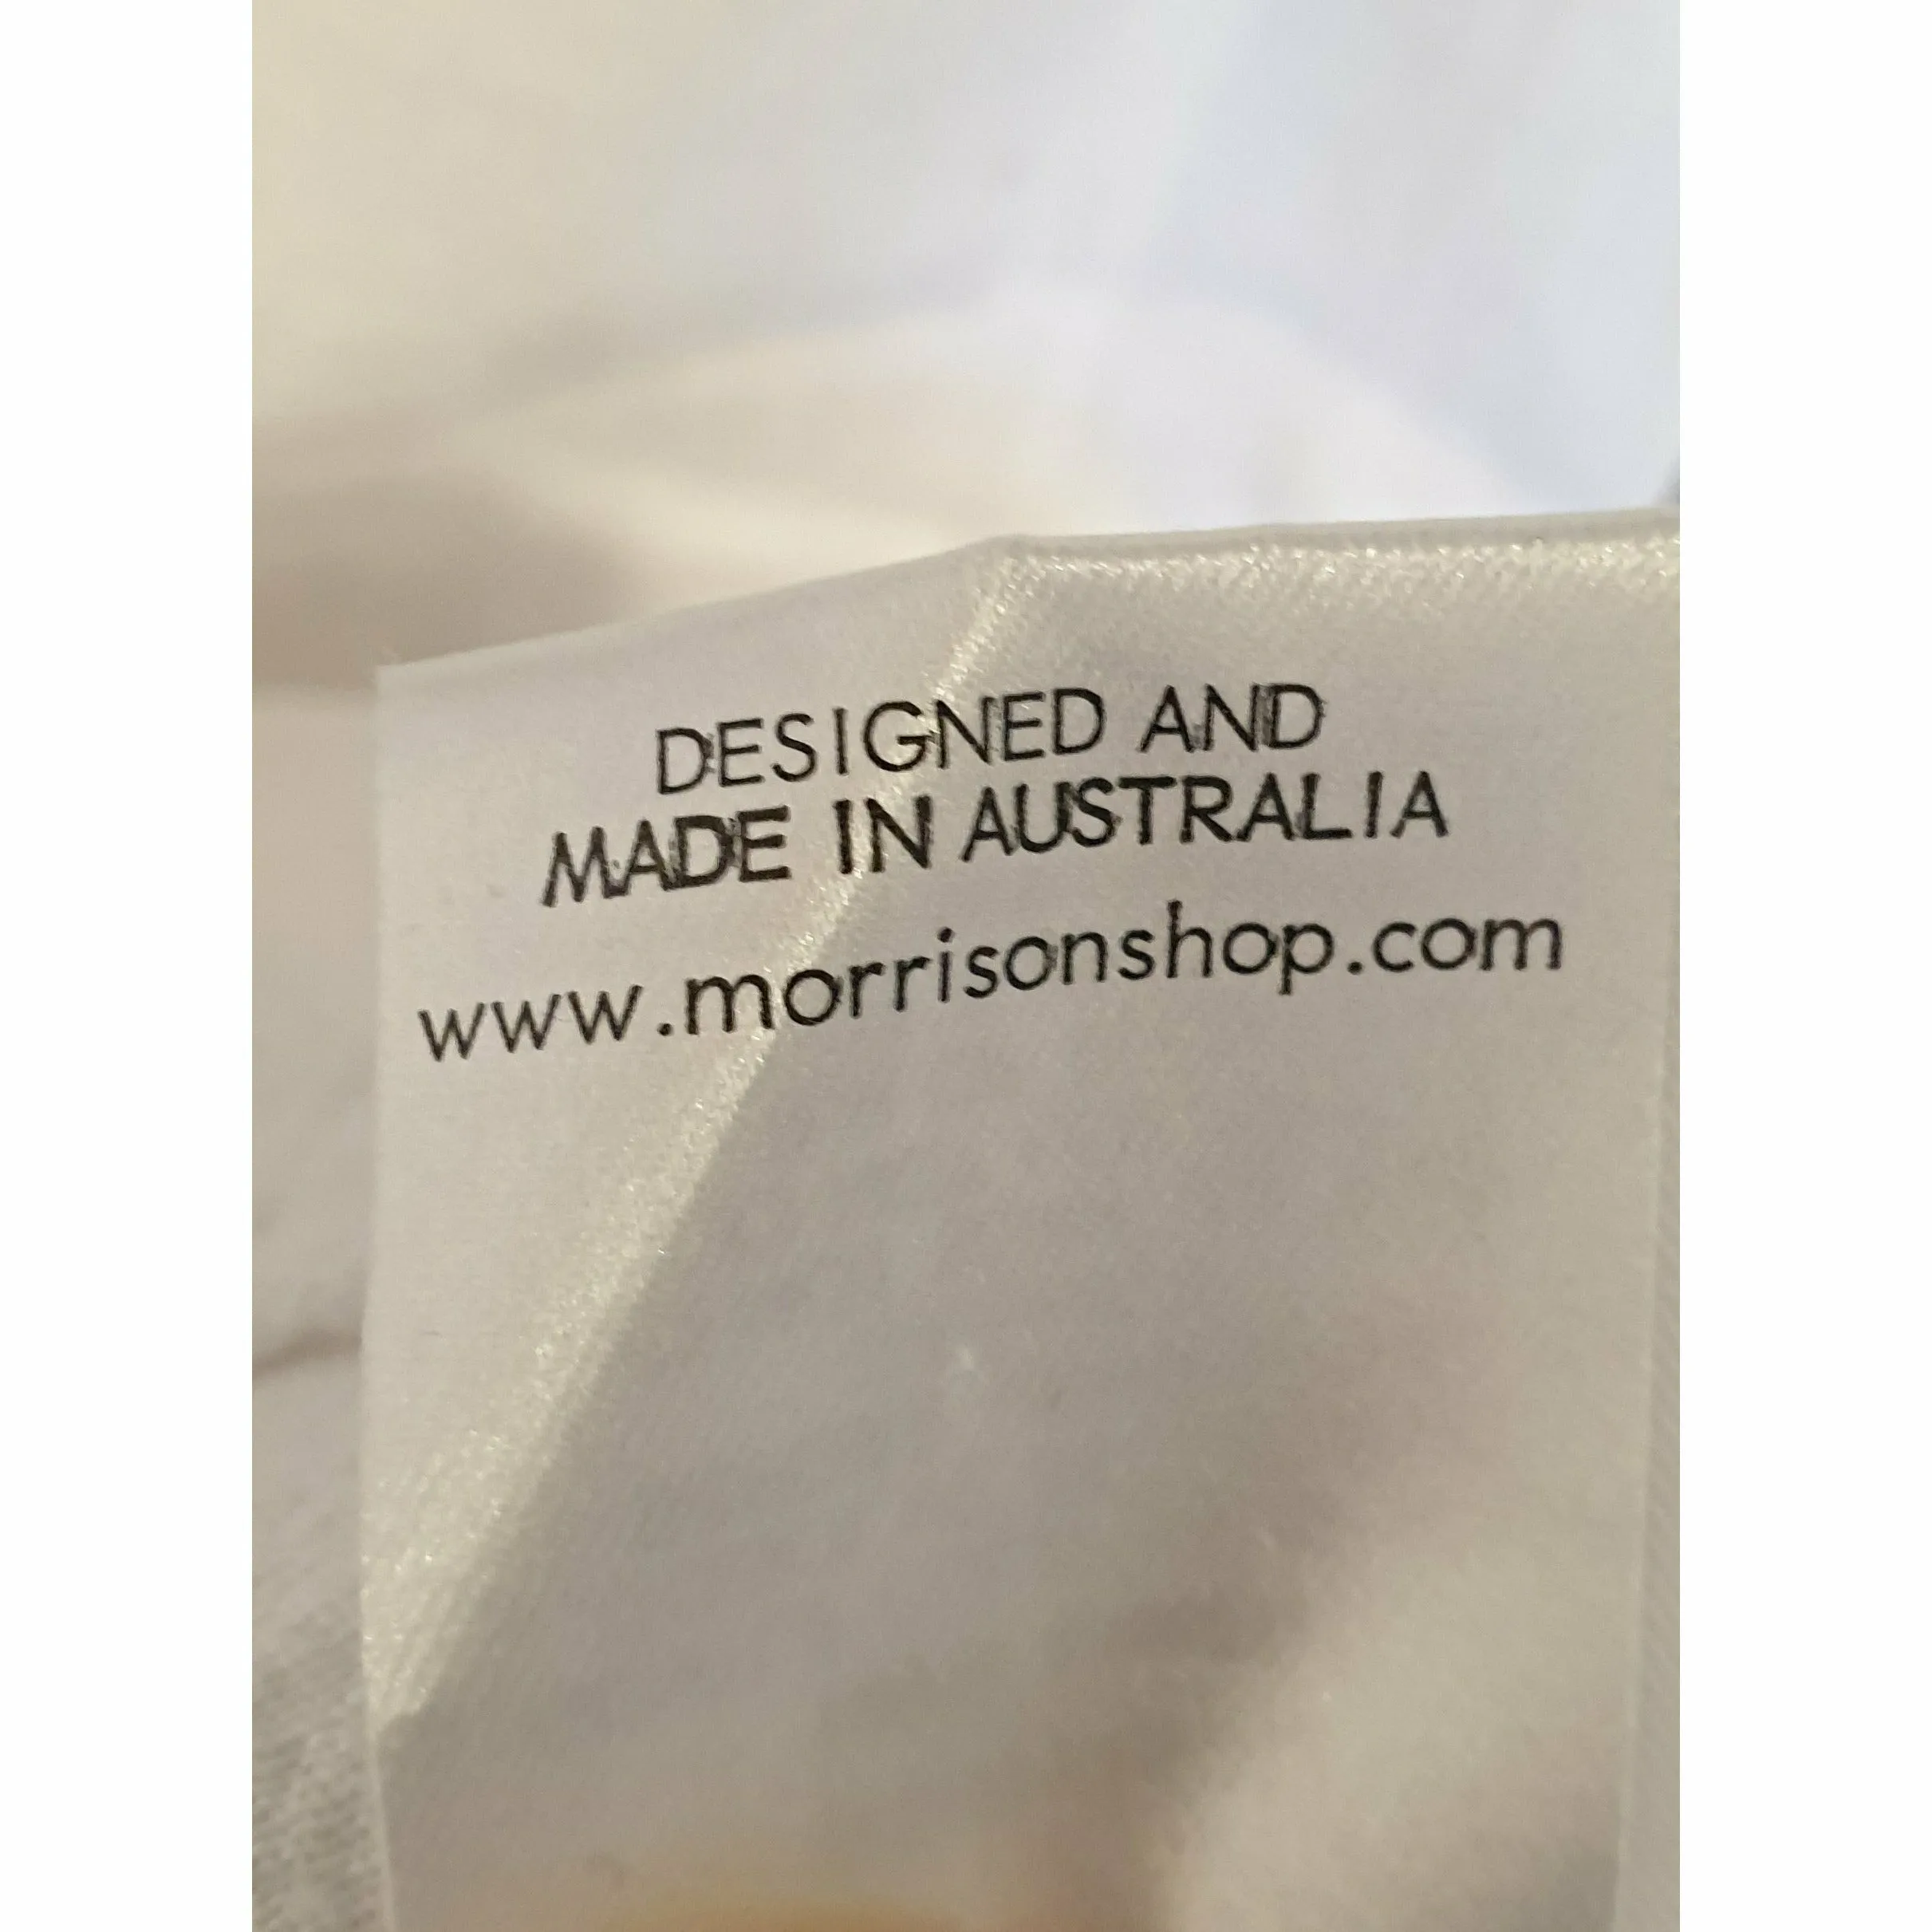 DESIGNED AND
MADE IN AUSTRALIA
www.morrisonshop.com